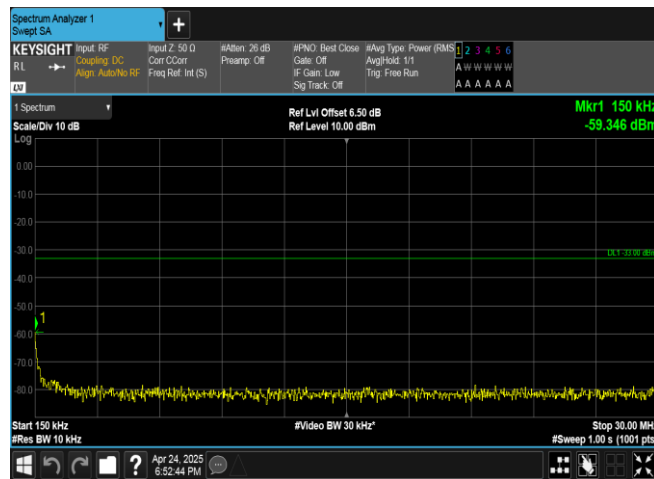 Spectrum Analyzer 1
Swept SA
+
KEYSIGHT
RL
LXI
Input: RF
Coupling: DC
Align: Auto/No RF
Input Z: 50 Ω
Corr CCorr
Freq Ref: Int (S)
#Atten: 26 dB
Preamp: Off
#PNO: Best Close
Gate: Off
IF Gain: Low
Sig Track: Off
#Avg Type: Power (RMS
Avg|Hold: 1/1
Trig: Free Run
1 2 3 4 5 6
A W W W W W
A A A A A A
1 Spectrum
Scale/Div 10 dB
Log
Ref Lvl Offset 6.50 dB
Ref Level 10.00 dBm
Mkr1 150 kHz
-59.346 dBm
0.00
-10.0
-20.0
-30.0
DL1 -33.00 dBm
-40.0
-50.0
1
-60.0
-70.0
-80.0
Start 150 kHz
#Res BW 10 kHz
#Video BW 30 kHz*
Stop 30.00 MHz
#Sweep 1.00 s (1001 pts
?
Apr 24, 2025
6:52:44 PM